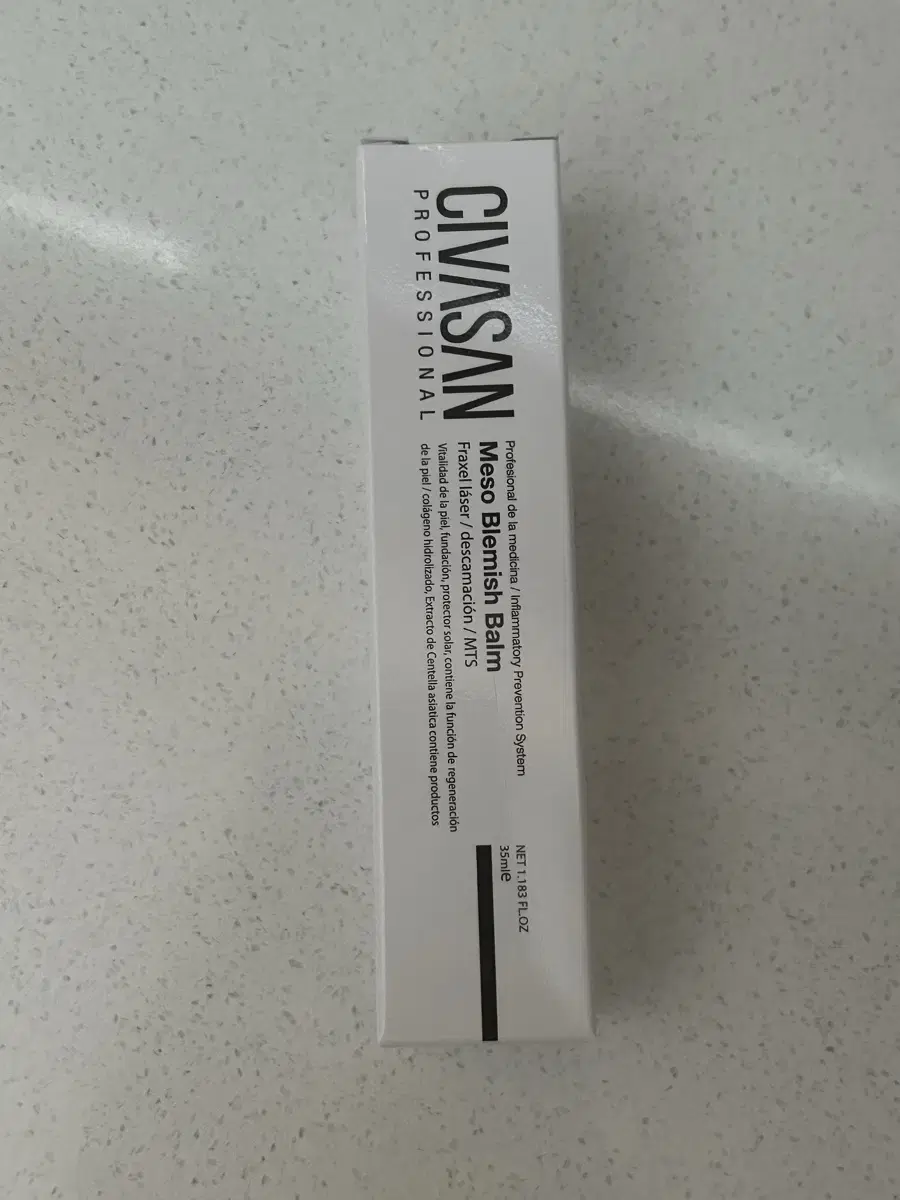 CIVASAN
PROFESSIONAL
Profesional de la medicina / Inflammatory Prevention System
Meso Blemish Balm
Fraxel láser / descamación / MTS
Vitalidad de la piel, fundación, protector solar, contiene la función de regeneración
de la piel / colágeno hidrolizado, Extracto de Centella asiatica contiene productos
NET 1.183 FL.OZ
35ml℮